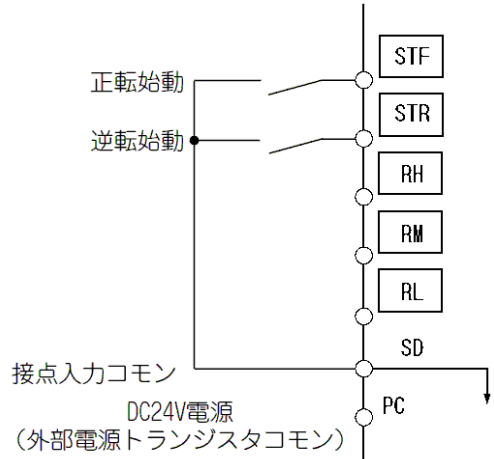 STF
正転始動
STR
逆転始動
RH
RM
RL
SD
接点入力コモン
PC
DC24V電源
(外部電源トランジスタコモン)